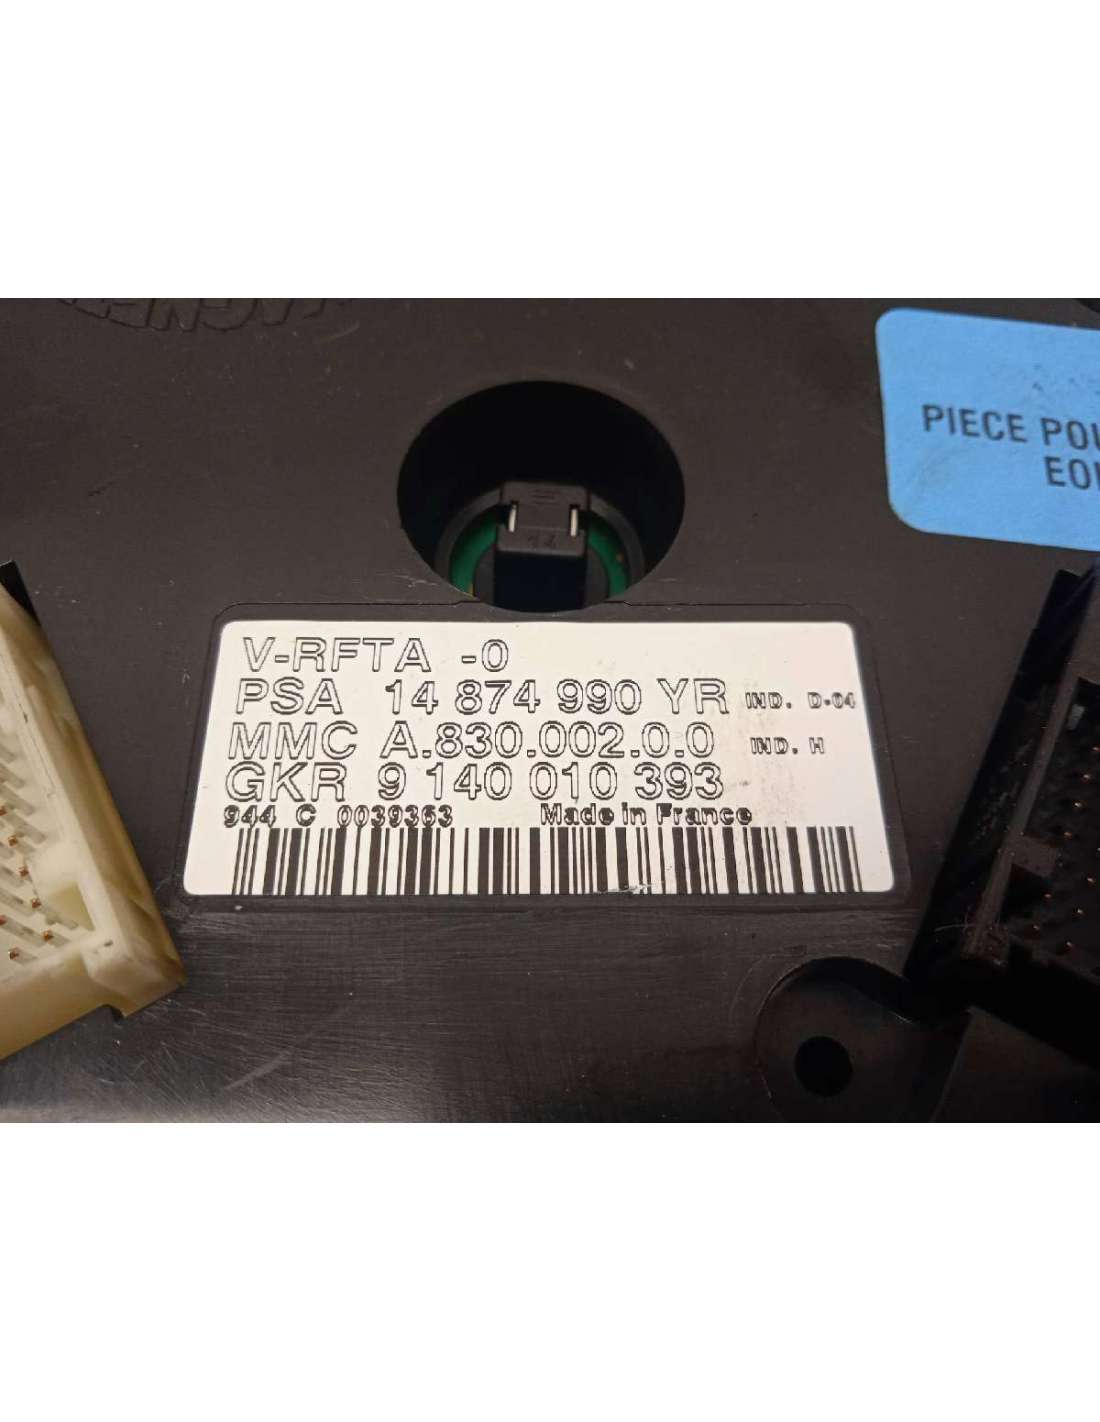 PIECE POU
EOL
V-RFTA -0
PSA 14 874 990 YR IND. D-04
MMC A.830.002.0.0 IND. H
GKR 9 140 010 393
944 C 0039363 Made in France